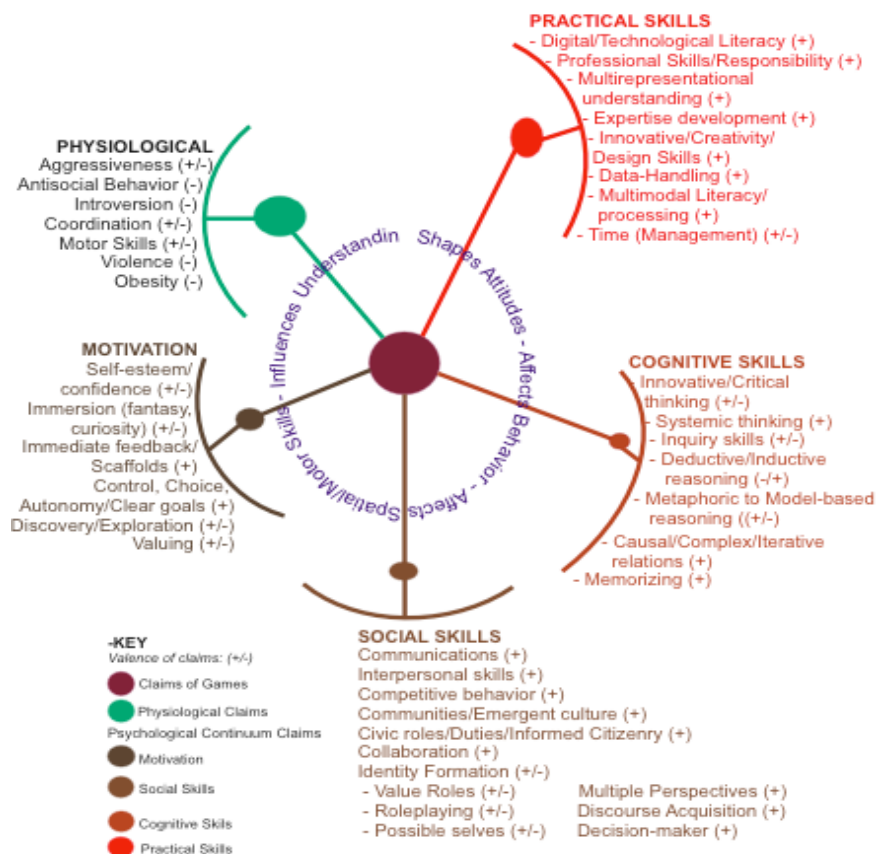 PRACTICAL SKILLS
- Digital/Technological Literacy (+)
- Professional Skills/Responsibility (+)
- Multirepresentational
understanding (+)
- Expertise development (+)
- Innovative/Creativity/
Design Skills (+)
- Data-Handling (+)
- Multimodal Literacy/
processing (+)
- Time (Management) (+/-)
PHYSIOLOGICAL
Aggressiveness (+/-)
Antisocial Behavior (-)
Introversion (-)
Coordination (+/-)
Motor Skills (+/-)
Violence (-)
Obesity (-)
Shapes Attitudes - Affects Behavior - Affects Spatial/Motor Skills - Influences Understandin
MOTIVATION
Self-esteem/
confidence (+/-)
Immersion (fantasy,
curiosity) (+/-)
Immediate feedback/
Scaffolds (+)
Control, Choice,
Autonomy/Clear goals (+)
Discovery/Exploration (+/-)
Valuing (+/-)
COGNITIVE SKILLS
- Innovative/Critical
thinking (+/-)
- Systemic thinking (+)
- Inquiry skills (+/-)
- Deductive/Inductive
reasoning (-/+)
- Metaphoric to Model-based
reasoning ((+/-)
- Causal/Complex/Iterative
relations (+)
- Memorizing (+)
SOCIAL SKILLS
Communications (+)
Interpersonal skills (+)
Competitive behavior (+)
Communities/Emergent culture (+)
Civic roles/Duties/Informed Citizenry (+)
Collaboration (+)
Identity Formation (+/-)
- Value Roles (+/-) Multiple Perspectives (+)
- Roleplaying (+/-) Discourse Acquisition (+)
- Possible selves (+/-) Decision-maker (+)
-KEY
Valence of claims: (+/-)
Claims of Games
Physiological Claims
Psychological Continuum Claims
Motivation
Social Skills
Cognitive Skils
Practical Skills